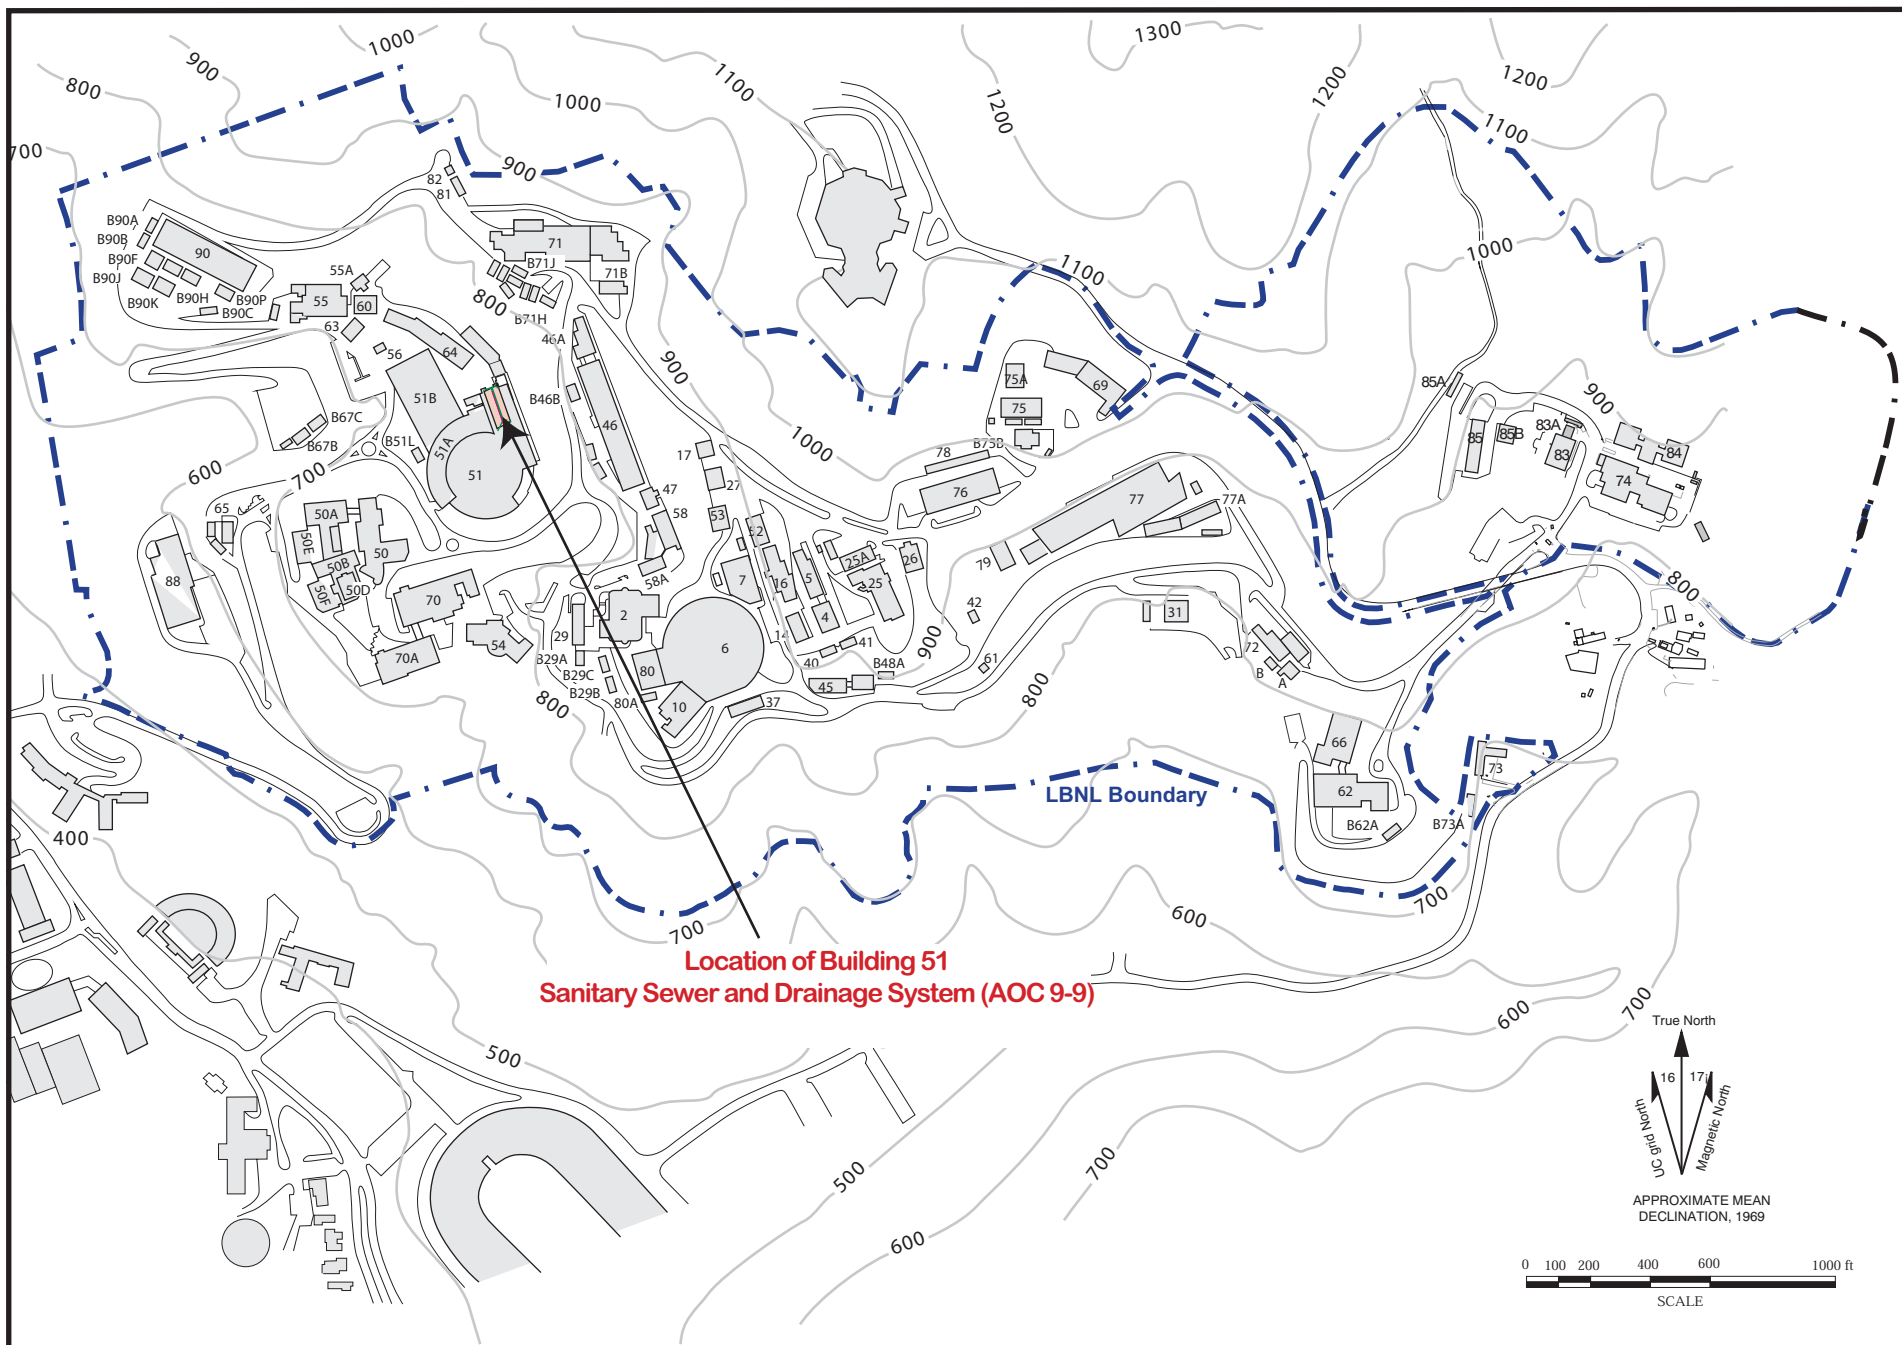 1300
1000
900
1200
1200
800
1100
1000
1200
1100
700
900
82
81
B90A
B90B
90
B90F
B90J
B90K
B90H
B90P
B90C
55A
55
60
63
56
64
71
B71J
71B
800
B71H
46A
1100
1000
900
75A
69
85A
900
51B
B46B
46
B67C
B67B
B51L
51A
51
75
B75B
1000
17
78
27
76
77
77A
85
85B
83A
83
84
74
600
700
65
50A
50E
50
50B
50F
50D
88
47
58
53
52
58A
7
16
5
25A
25
26
79
800
70
70A
54
29
2
6
14
4
42
31
B29A
B29C
B29B
80
80A
10
40
41
B48A
900
61
45
37
800
72
B
A
800
66
62
B62A
73
B73A
LBNL Boundary
400
700
600
700
Location of Building 51
Sanitary Sewer and Drainage System (AOC 9-9)
500
600
700
True North
16
17
UC grid North
Magnetic North
700
500
600
APPROXIMATE MEAN
DECLINATION, 1969
0 100 200 400 600 1000 ft
SCALE